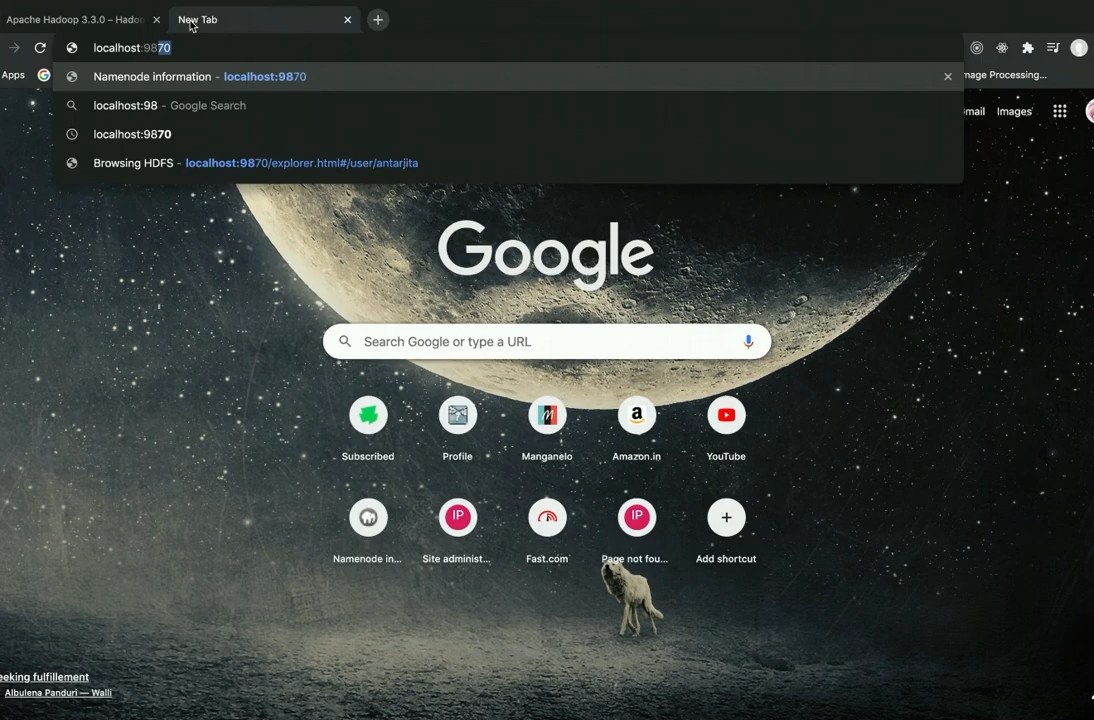 Apache Hadoop 3.3.0 – Hadoo
New Tab
localhost:9870
Apps
mage Processing...
Namenode information - localhost:9870
localhost:98 - Google Search
localhost:9870
Browsing HDFS - localhost:9870/explorer.html#/user/antarjita
mail
Images
Google
Search Google or type a URL
Subscribed
Profile
Manganelo
Amazon.in
YouTube
IP
IP
Namenode in...
Site administ...
Fast.com
Page not fou...
Add shortcut
eeking fulfillement
Albulena Panduri — Walli